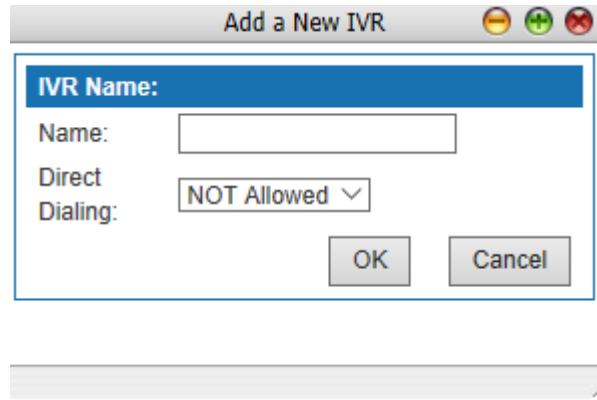 Add a New IVR
IVR Name:
Name:
Direct
Dialing:
NOT Allowed
OK
Cancel